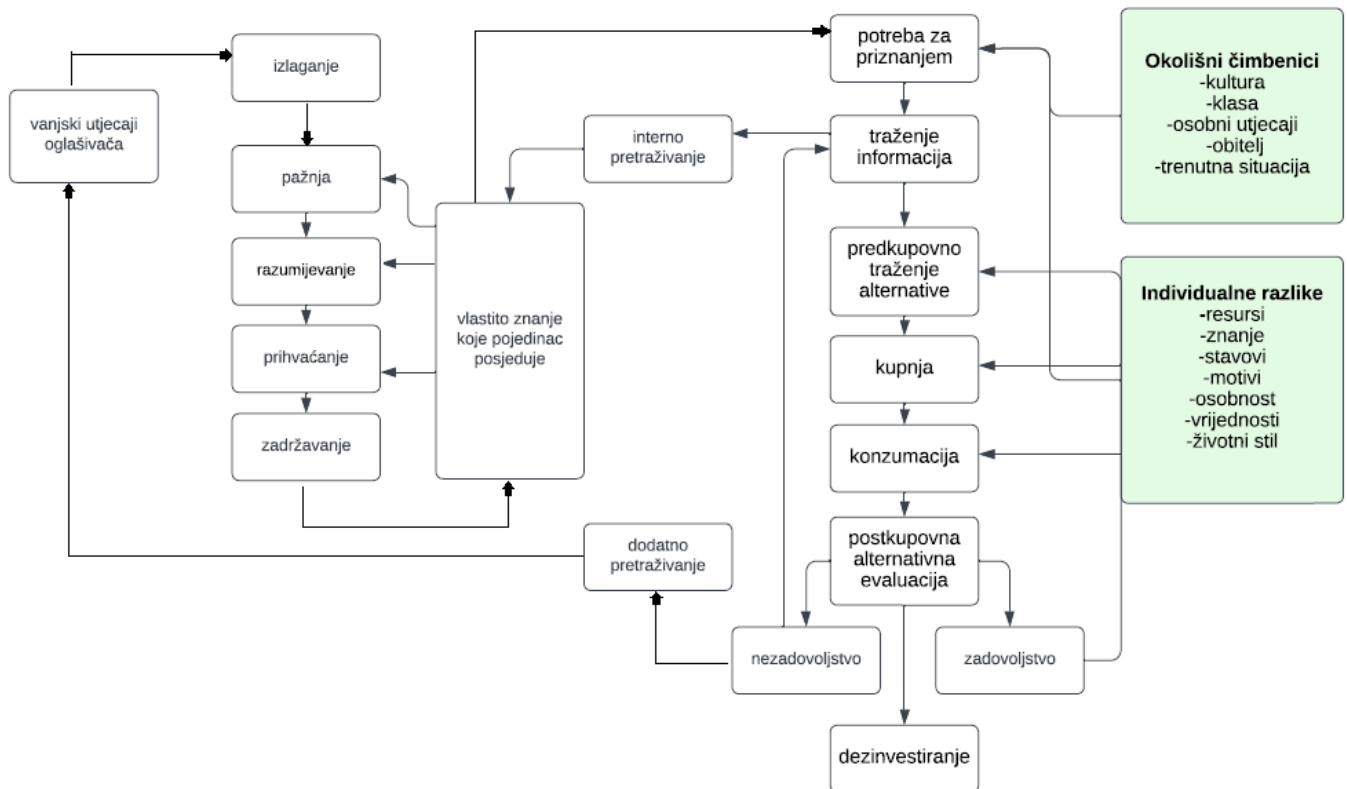 vanjski utjecaji
oglašivača
izlaganje
pažnja
razumijevanje
prihvaćanje
zadržavanje
vlastito znanje
koje pojedinac
posjeduje
interno
pretraživanje
dodatno
pretraživanje
potreba za
priznanjem
traženje
informacija
predkupovno
traženje
alternative
kupnja
konzumacija
postkupovna
alternativna
evaluacija
nezadovoljstvo
zadovoljstvo
dezinvestiranje
Okolišni čimbenici
-kultura
-klasa
-osobni utjecaji
-obitelj
-trenutna situacija
Individualne razlike
-resursi
-znanje
-stavovi
-motivi
-osobnost
-vrijednosti
-životni stil